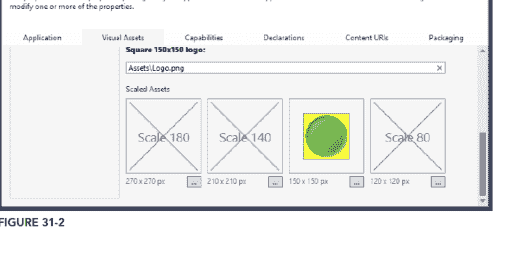 modify one or more of the properties.
Application Visual Assets Capabilities Declarations Content URIs Packaging
Square 150x150 logo:
Assets\Logo.png ×
Scaled Assets
Scale 180 Scale 140 Scale 80
270 x 270 px ... 210 x 210 px ... 150 x 150 px ... 120 x 120 px ...
FIGURE 31-2